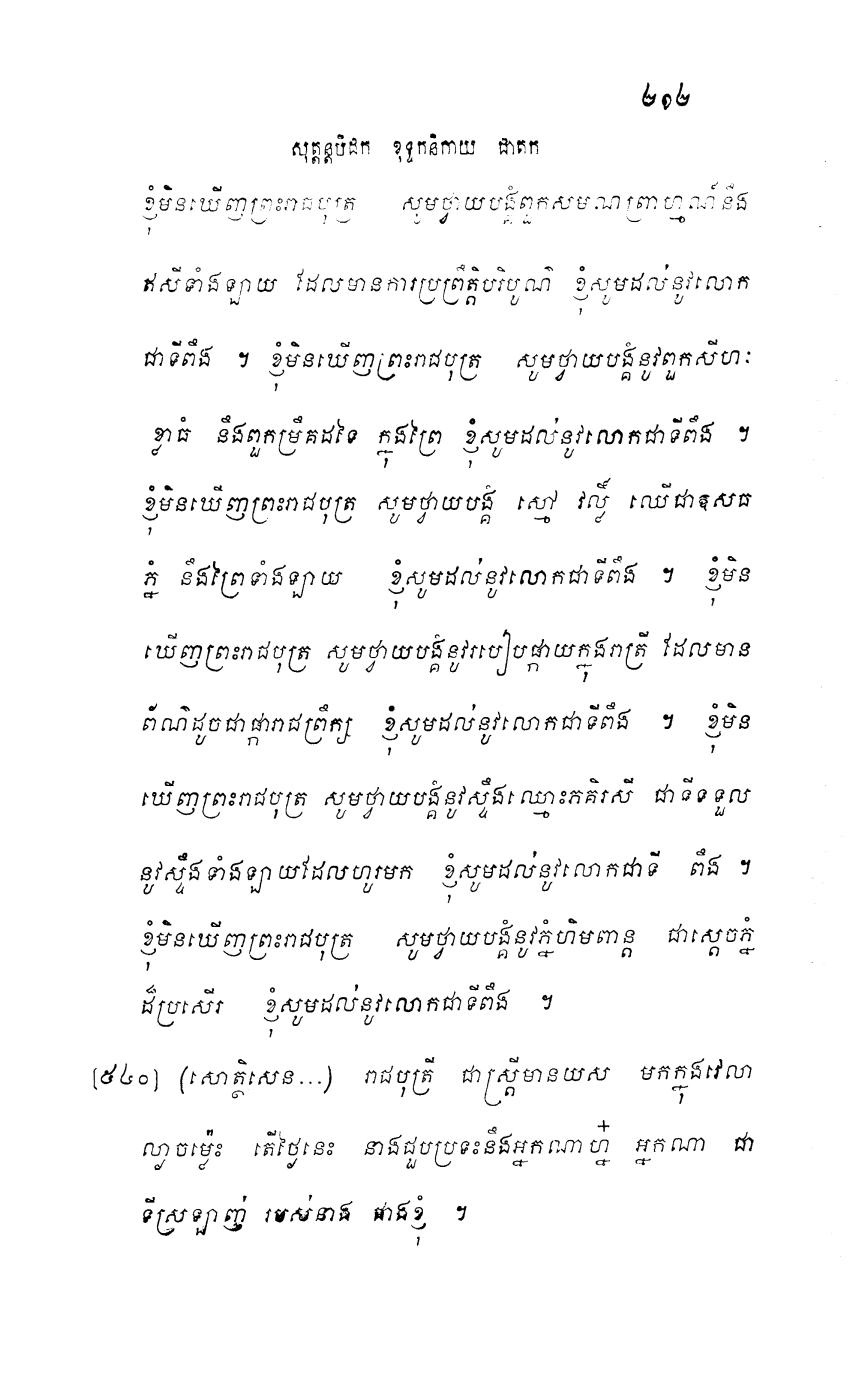 ២១២
សុត្តន្តបិដក ខុទ្ទកនិកាយ ជាតក
ខ្ញុំមិនឃើញព្រះរាជបុត្រ សូមថ្វាយបង្គំពួកសមណព្រាហ្មណ៍នឹង
ឥសីទាំងឡាយ ដែលមានការប្រព្រឹត្តិបរិបូណ៌ ខ្ញុំសូមដល់នូវលោក
ជាទីពឹង ។ ខ្ញុំមិនឃើញព្រះរាជបុត្រ សូមថ្វាយបង្គំនូវពួកសីហៈ
ខ្លាធំ នឹងពួកម្រឹគដទៃ ក្នុងព្រៃ ខ្ញុំសូមដល់នូវលោកជាទីពឹង ។
ខ្ញុំមិនឃើញព្រះរាជបុត្រ សូមថ្វាយបង្គំ ស្មៅ វល្លិ៍ ឈើជាឱសធ
ភ្នំ នឹងព្រៃទាំងឡាយ ខ្ញុំសូមដល់នូវលោកជាទីពឹង ។ ខ្ញុំមិន
ឃើញព្រះរាជបុត្រ សូមថ្វាយបង្គំនូវរបៀបផ្កាយក្នុងរាត្រី ដែលមាន
ព័ណ៌ដូចជាផ្ការាជព្រឹក្ស ខ្ញុំសូមដល់នូវលោកជាទីពឹង ។ ខ្ញុំមិន
ឃើញព្រះរាជបុត្រ សូមថ្វាយបង្គំនូវស្ទឹងឈ្មោះភគិរសី ជាទីទទួល
នូវស្ទឹងទាំងឡាយដែលហូរមក ខ្ញុំសូមដល់នូវលោកជាទី ពឹង ។
ខ្ញុំមិនឃើញព្រះរាជបុត្រ សូមថ្វាយបង្គំនូវភ្នំហិមពាន្ត ជាស្តេចភ្នំ
ដ៏ប្រសើរ ខ្ញុំសូមដល់នូវលោកជាទីពឹង ។
[៥៤០] (សោត្ថិសេន...) រាជបុត្រី ជាស្ត្រីមានយស មកក្នុងវេលា
ល្ងាចម្ល៉េះ តើថ្ងៃនេះ នាងជួបប្រទះនឹងអ្នកណាហ្ន៎ អ្នកណា ជា
ទីស្រឡាញ់ របស់នាង ជាងខ្ញុំ ។